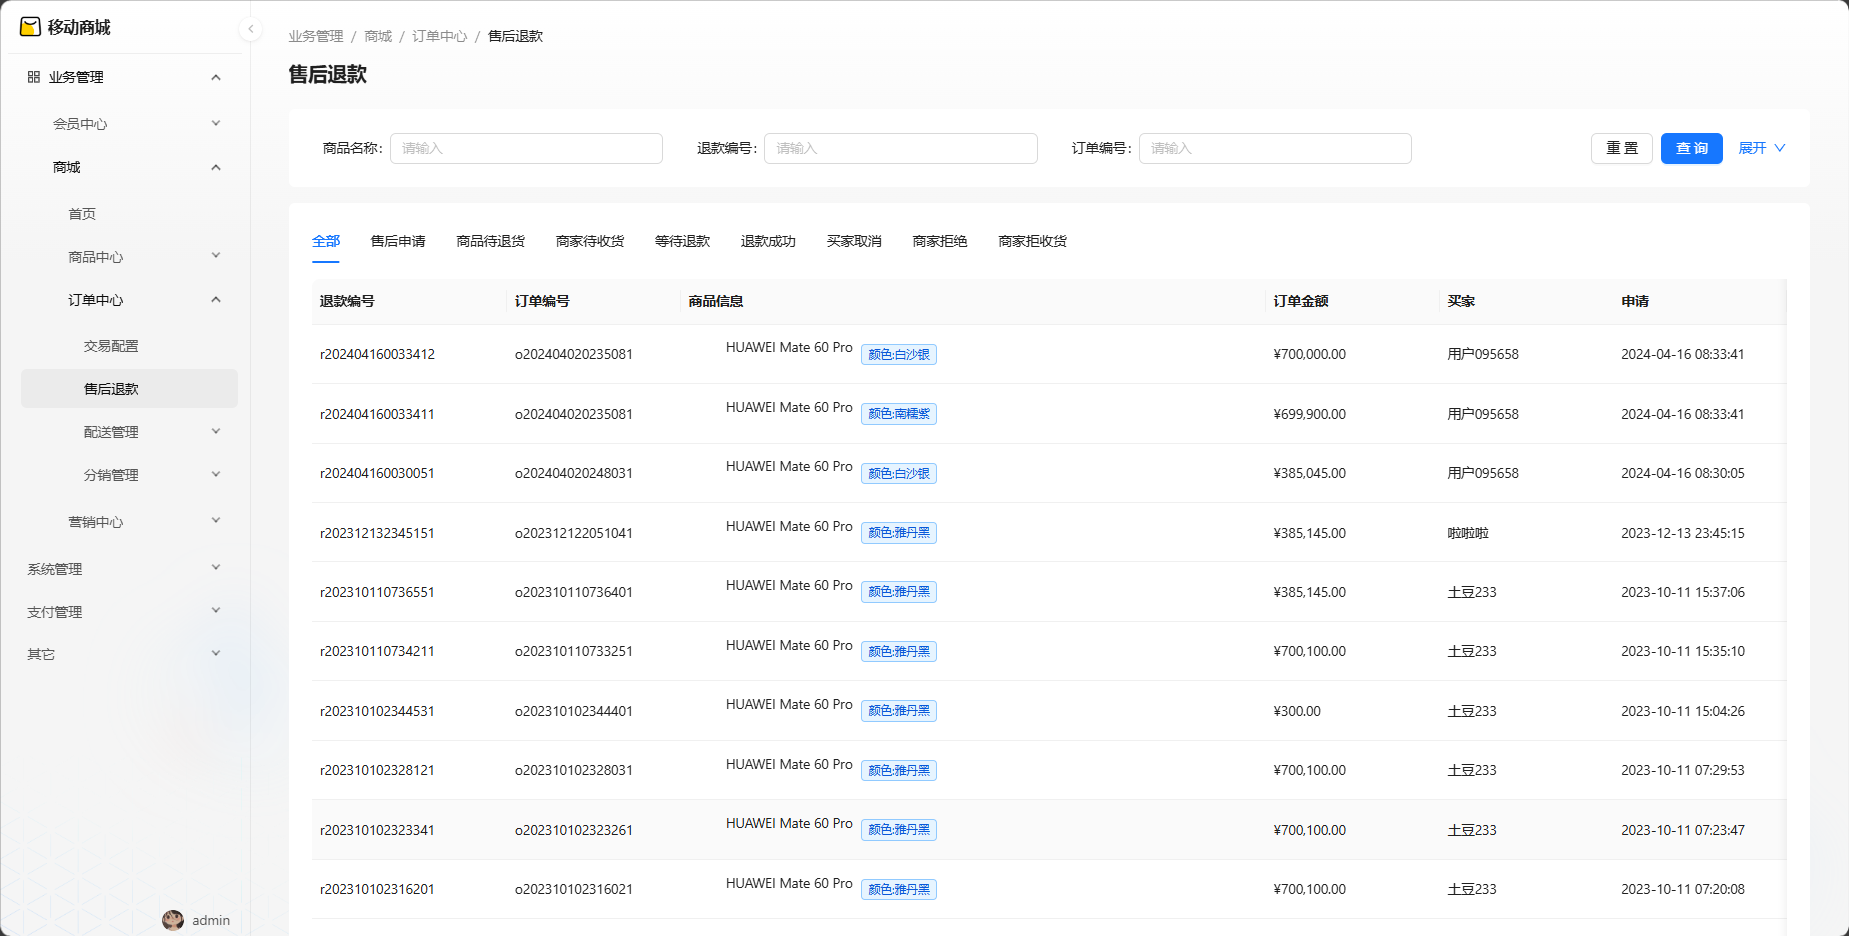 移动商城
业务管理
会员中心
商城
首页
商品中心
订单中心
交易配置
售后退款
配送管理
分销管理
营销中心
系统管理
支付管理
其它
admin
业务管理 / 商城 / 订单中心 / 售后退款
售后退款
商品名称: 请输入 退款编号: 请输入 订单编号: 请输入 重 置 查 询 展开
全部 售后申请 商品待退货 商家待收货 等待退款 退款成功 买家取消 商家拒绝 商家拒收货
退款编号 订单编号 商品信息 订单金额 买家 申请
r202404160033412 o202404020235081 HUAWEI Mate 60 Pro 颜色:白沙银 ¥700,000.00 用户095658 2024-04-16 08:33:41
r202404160033411 o202404020235081 HUAWEI Mate 60 Pro 颜色:南糯紫 ¥699,900.00 用户095658 2024-04-16 08:33:41
r202404160030051 o202404020248031 HUAWEI Mate 60 Pro 颜色:白沙银 ¥385,045.00 用户095658 2024-04-16 08:30:05
r202312132345151 o202312122051041 HUAWEI Mate 60 Pro 颜色:雅丹黑 ¥385,145.00 啦啦啦 2023-12-13 23:45:15
r202310110736551 o202310110736401 HUAWEI Mate 60 Pro 颜色:雅丹黑 ¥385,145.00 土豆233 2023-10-11 15:37:06
r202310110734211 o202310110733251 HUAWEI Mate 60 Pro 颜色:雅丹黑 ¥700,100.00 土豆233 2023-10-11 15:35:10
r202310102344531 o202310102344401 HUAWEI Mate 60 Pro 颜色:雅丹黑 ¥300.00 土豆233 2023-10-11 15:04:26
r202310102328121 o202310102328031 HUAWEI Mate 60 Pro 颜色:雅丹黑 ¥700,100.00 土豆233 2023-10-11 07:29:53
r202310102323341 o202310102323261 HUAWEI Mate 60 Pro 颜色:雅丹黑 ¥700,100.00 土豆233 2023-10-11 07:23:47
r202310102316201 o202310102316021 HUAWEI Mate 60 Pro 颜色:雅丹黑 ¥700,100.00 土豆233 2023-10-11 07:20:08